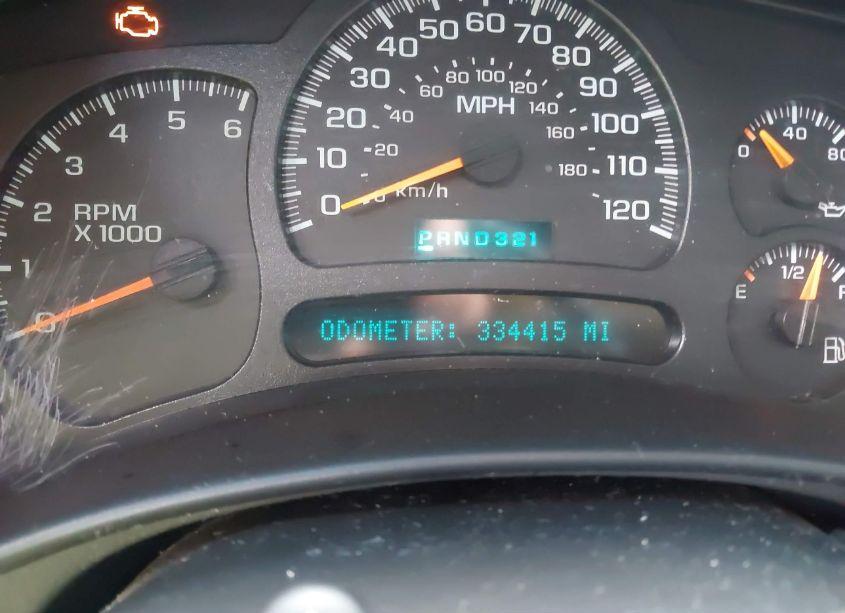 0 1 2 3 4 5 6
RPM
X 1000
0 10 20 30 40 50 60 70 80 90 100 110 120
20 40 60 80 100 120 140 160 180
MPH
km/h
PRND321
ODOMETER: 334415 MI
0 40 80
E 1/2 F